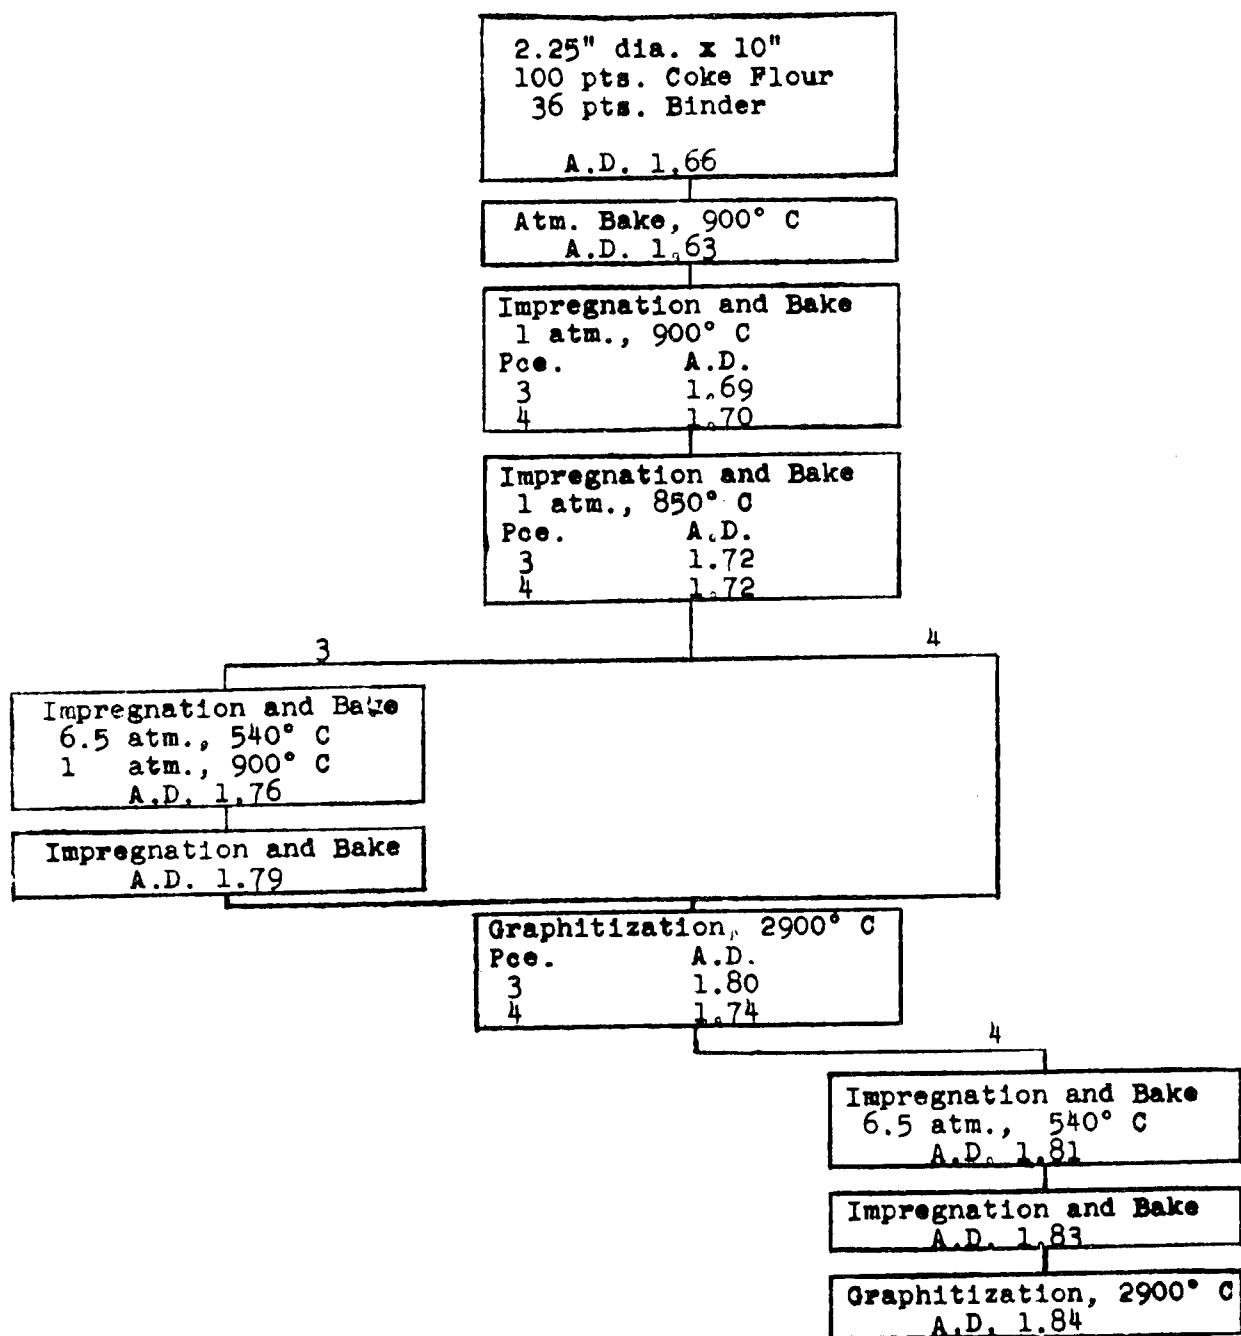 2.25" dia. x 10"
100 pts. Coke Flour
36 pts. Binder
A.D. 1.66
Atm. Bake, 900° C
A.D. 1.63
Impregnation and Bake
1 atm., 900° C
Pce. A.D.
3 1.69
4 1.70
Impregnation and Bake
1 atm., 850° C
Pce. A.D.
3 1.72
4 1.72
3 4
Impregnation and Bake
6.5 atm., 540° C
1 atm., 900° C
A.D. 1.76
Impregnation and Bake
A.D. 1.79
Graphitization, 2900° C
Pce. A.D.
3 1.80
4 1.74
4
Impregnation and Bake
6.5 atm., 540° C
A.D. 1.81
Impregnation and Bake
A.D. 1.83
Graphitization, 2900° C
A.D. 1.84